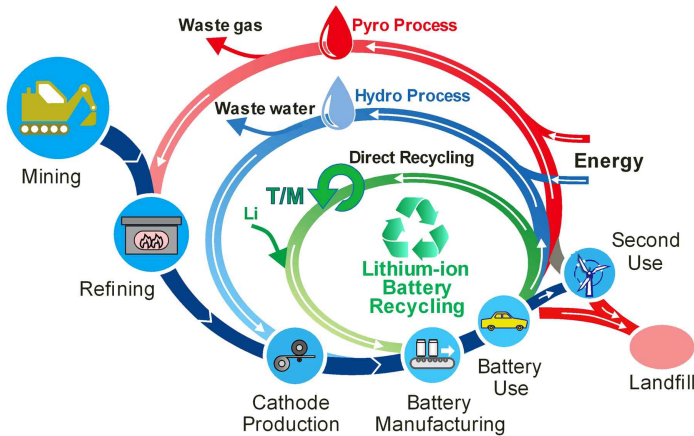 Waste gas
Pyro Process
Waste water
Hydro Process
Mining
Direct Recycling
Energy
T/M
Li
Lithium-ion
Battery
Recycling
Second
Use
Refining
Battery
Use
Landfill
Cathode
Production
Battery
Manufacturing